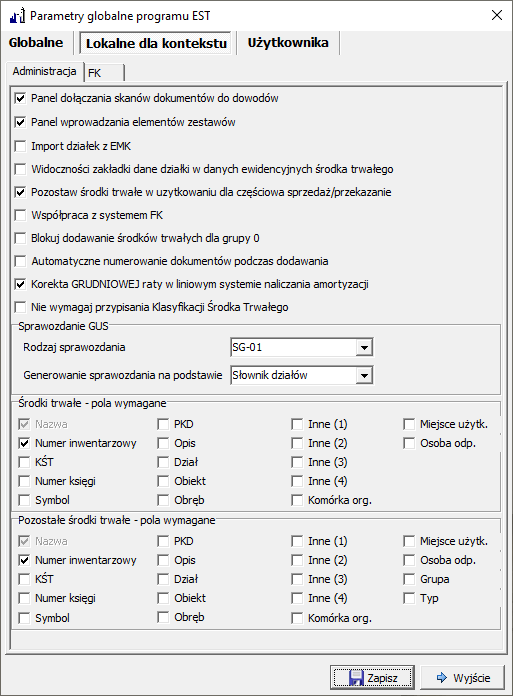 Parametry globalne programu EST
Globalne Lokalne dla kontekstu Użytkownika
Administracja FK
Panel dołączania skanów dokumentów do dowodów
Panel wprowadzania elementów zestawów
Import działek z EMK
Widoczności zakładki dane działki w danych ewidencyjnych środka trwałego
Pozostaw środki trwałe w uzytkowaniu dla częściowa sprzedaż/przekazanie
Współpraca z systemem FK
Blokuj dodawanie środków trwałych dla grupy 0
Automatyczne numerowanie dokumentów podczas dodawania
Korekta GRUDNIOWEJ raty w liniowym systemie naliczania amortyzacji
Nie wymagaj przypisania Klasyfikacji Środka Trwałego
Sprawozdanie GUS
Rodzaj sprawozdania SG-01
Generowanie sprawozdania na podstawie Słownik działów
Środki trwałe - pola wymagane
Nazwa PKD Inne (1) Miejsce użytk.
Numer inwentarzowy Opis Inne (2) Osoba odp.
KŚT Dział Inne (3)
Numer księgi Obiekt Inne (4)
Symbol Obręb Komórka org.
Pozostałe środki trwałe - pola wymagane
Nazwa PKD Inne (1) Miejsce użytk.
Numer inwentarzowy Opis Inne (2) Osoba odp.
KŚT Dział Inne (3) Grupa
Numer księgi Obiekt Inne (4) Typ
Symbol Obręb Komórka org.
Zapisz Wyjście